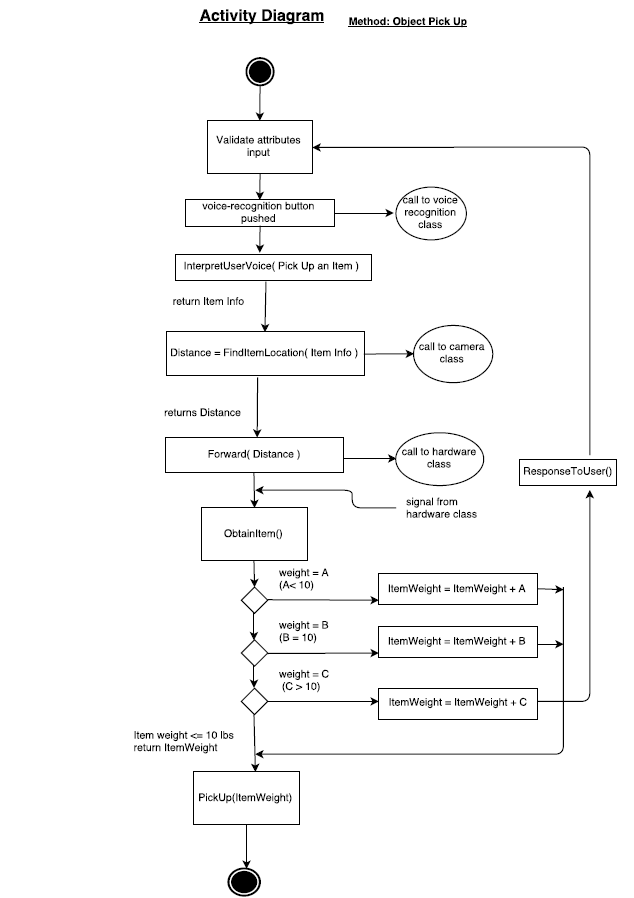 Activity Diagram
Method: Object Pick Up
Validate attributes
input
voice-recognition button
pushed
call to voice
recognition
class
InterpretUserVoice( Pick Up an Item )
return Item Info
Distance = FindItemLocation( Item Info )
call to camera
class
returns Distance
Forward( Distance )
call to hardware
class
ResponseToUser()
signal from
hardware class
ObtainItem()
weight = A
(A< 10)
ItemWeight = ItemWeight + A
weight = B
(B = 10)
ItemWeight = ItemWeight + B
weight = C
(C > 10)
ItemWeight = ItemWeight + C
Item weight <= 10 lbs
return ItemWeight
PickUp(ItemWeight)